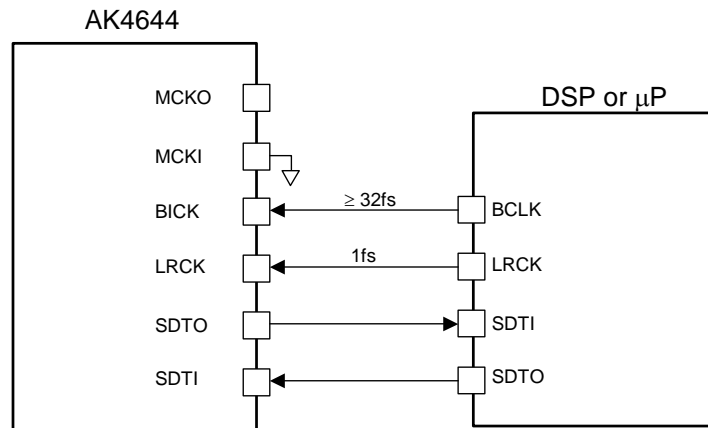 AK4644
DSP or μP
MCKO
MCKI
BICK
≥ 32fs
BCLK
LRCK
1fs
LRCK
SDTO
SDTI
SDTI
SDTO